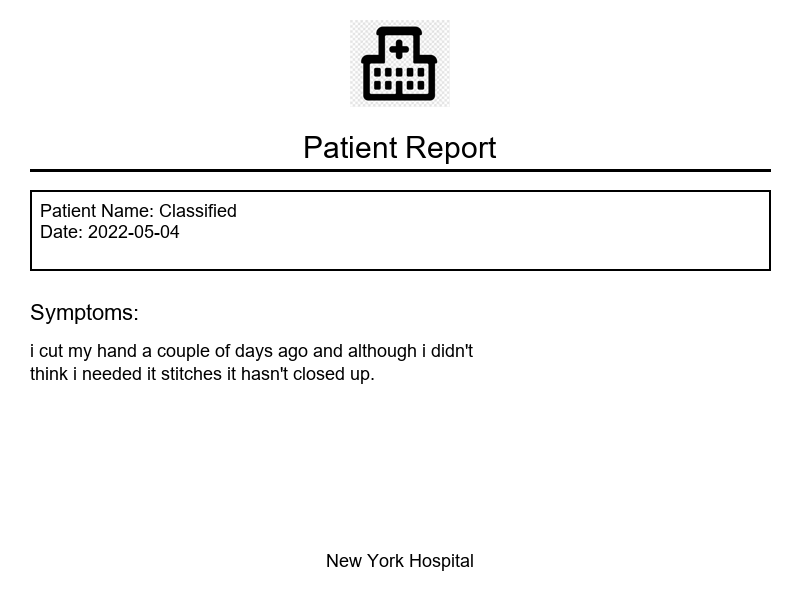 Patient Report
Patient Name: Classified
Date: 2022-05-04
Symptoms:
i cut my hand a couple of days ago and although i didn't
think i needed it stitches it hasn't closed up.
New York Hospital